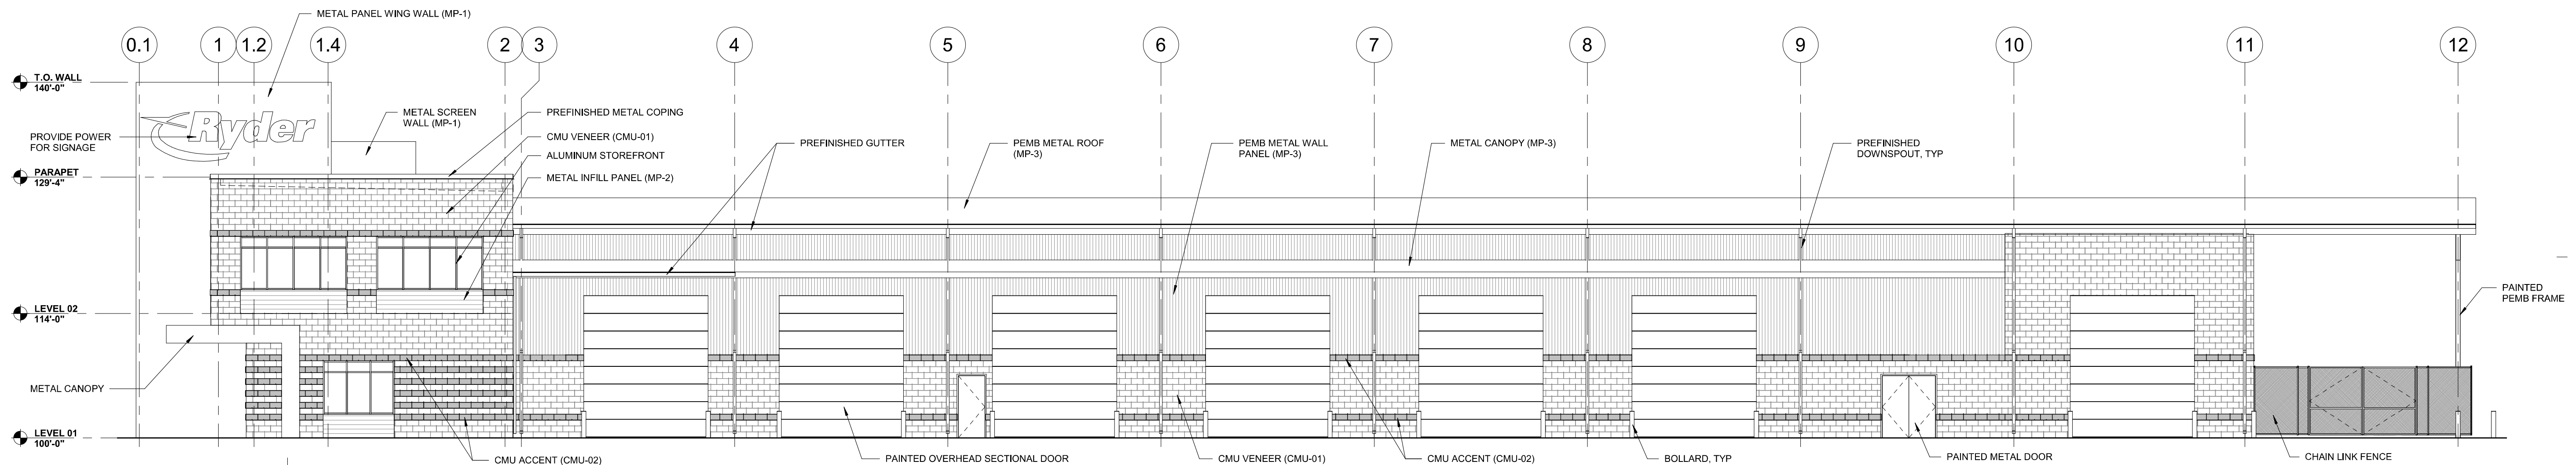 METAL PANEL WING WALL (MP-1)
0.1
1
1.2
1.4
2
3
4
5
6
7
8
9
10
11
12
T.O. WALL
140'-0"
Ryder
PROVIDE POWER
FOR SIGNAGE
METAL SCREEN
WALL (MP-1)
PREFINISHED METAL COPING
CMU VENEER (CMU-01)
ALUMINUM STOREFRONT
METAL INFILL PANEL (MP-2)
PREFINISHED GUTTER
PEMB METAL ROOF
(MP-3)
PEMB METAL WALL
PANEL (MP-3)
METAL CANOPY (MP-3)
PREFINISHED
DOWNSPOUT, TYP
PARAPET
129'-4"
LEVEL 02
114'-0"
PAINTED
PEMB FRAME
METAL CANOPY
LEVEL 01
100'-0"
CMU ACCENT (CMU-02)
PAINTED OVERHEAD SECTIONAL DOOR
CMU VENEER (CMU-01)
CMU ACCENT (CMU-02)
BOLLARD, TYP
PAINTED METAL DOOR
CHAIN LINK FENCE